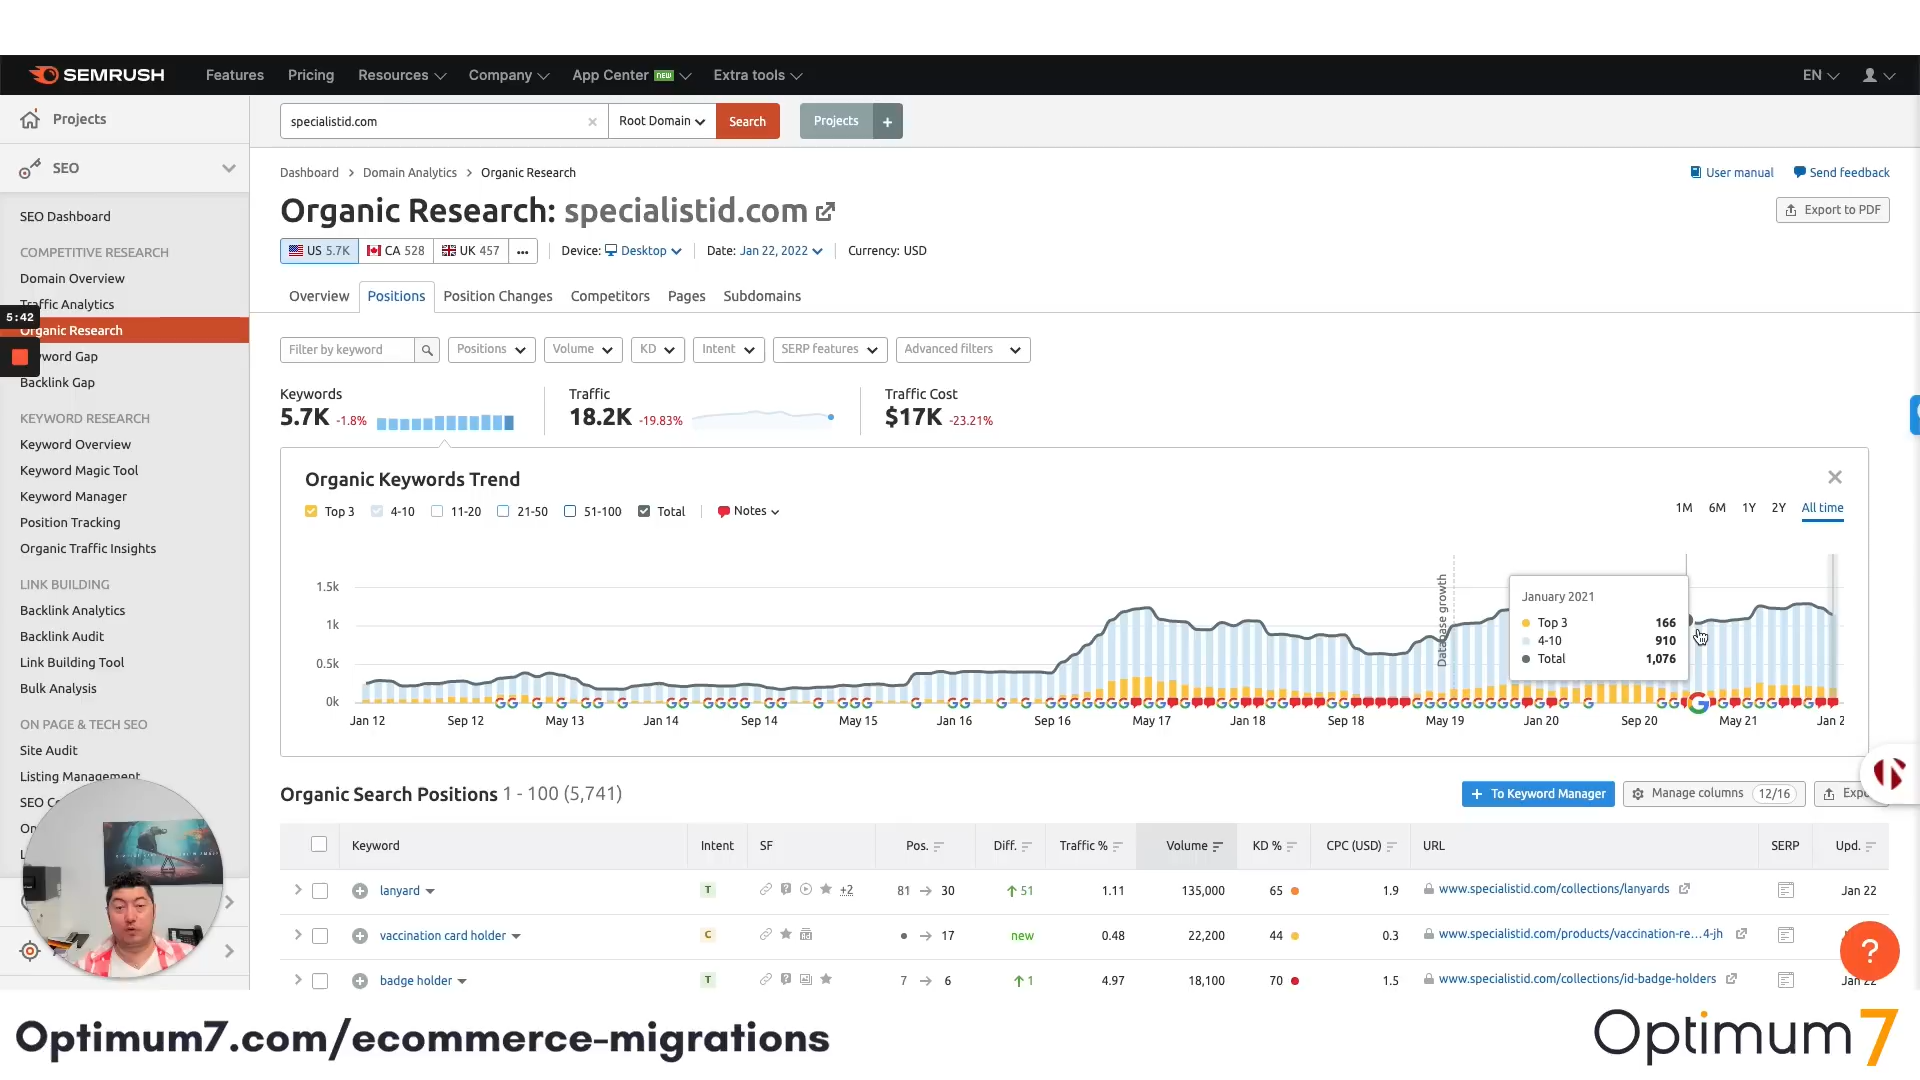 SEMRUSH Features Pricing Resources Company App Center NEW Extra tools EN
Projects
specialistid.com × Root Domain Search Projects +
SEO
Dashboard > Domain Analytics > Organic Research User manual Send feedback
Organic Research: specialistid.com Export to PDF
US 5.7K CA 528 UK 457 ... Device: Desktop Date: Jan 22, 2022 Currency: USD
Overview Positions Position Changes Competitors Pages Subdomains
SEO Dashboard
COMPETITIVE RESEARCH
Domain Overview
Traffic Analytics
5:42
Organic Research
Backlink Gap
KEYWORD RESEARCH
Keyword Overview
Keyword Magic Tool
Keyword Manager
Position Tracking
Organic Traffic Insights
LINK BUILDING
Backlink Analytics
Backlink Audit
Link Building Tool
Bulk Analysis
ON PAGE & TECH SEO
Site Audit
Listing Management
SEO
Filter by keyword Positions Volume KD Intent SERP features Advanced filters
Keywords Traffic Traffic Cost
5.7K -1.8% 18.2K -19.83% $17K -23.21%
Organic Keywords Trend
Top 3 4-10 11-20 21-50 51-100 Total Notes 1M 6M 1Y 2Y All time
1.5k
1k
0.5k
0k
Database growth
January 2021
Top 3 166
4-10 910
Total 1,076
Jan 12 Sep 12 May 13 Jan 14 Sep 14 May 15 Jan 16 Sep 16 May 17 Jan 18 Sep 18 May 19 Jan 20 Sep 20 May 21 Jan 2
Organic Search Positions 1 - 100 (5,741) + To Keyword Manager Manage columns 12/16
Keyword Intent SF Pos. Diff. Traffic % Volume KD % CPC (USD) URL SERP Upd.
lanyard T +2 81 → 30 ↑ 51 1.11 135,000 65 1.9 www.specialistid.com/collections/lanyards Jan 22
vaccination card holder C • → 17 new 0.48 22,200 44 0.3 www.specialistid.com/products/vaccination-re...4-jh
badge holder T 7 → 6 ↑ 1 4.97 18,100 70 1.5 www.specialistid.com/collections/id-badge-holders Jan 22
?
Optimum7.com/ecommerce-migrations Optimum7